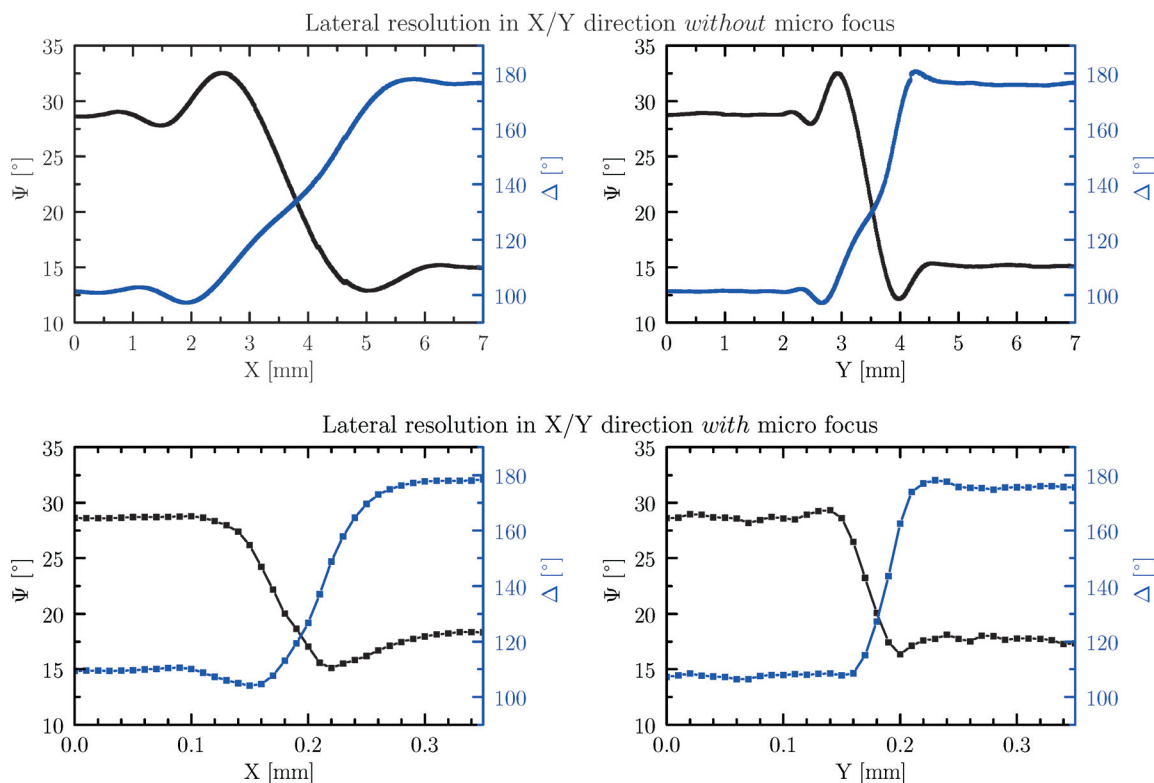 Lateral resolution in X/Y direction without micro focus
35
30
25
20
15
10
Ψ [°]
0 1 2 3 4 5 6 7
X [mm]
180
160
140
120
100
Δ [°]
35
30
25
20
15
10
Ψ [°]
0 1 2 3 4 5 6 7
Y [mm]
180
160
140
120
100
Δ [°]
Lateral resolution in X/Y direction with micro focus
35
30
25
20
15
10
Ψ [°]
0.0 0.1 0.2 0.3
X [mm]
180
160
140
120
100
Δ [°]
35
30
25
20
15
10
Ψ [°]
0.0 0.1 0.2 0.3
Y [mm]
180
160
140
120
100
Δ [°]